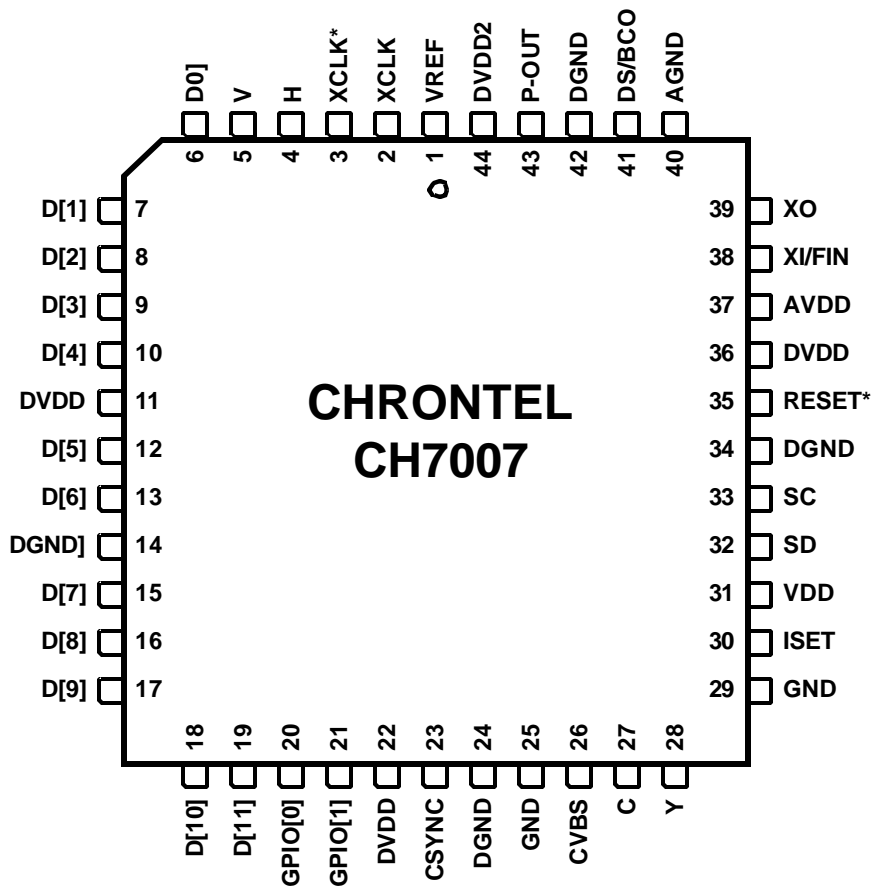 D0]
V
H
XCLK*
XCLK
VREF
DVDD2
P-OUT
DGND
DS/BCO
AGND
6
5
4
3
2
1
44
43
42
41
40
D[1] 7
D[2] 8
D[3] 9
D[4] 10
DVDD 11
D[5] 12
D[6] 13
DGND] 14
D[7] 15
D[8] 16
D[9] 17
CHRONTEL
CH7007
39 XO
38 XI/FIN
37 AVDD
36 DVDD
35 RESET*
34 DGND
33 SC
32 SD
31 VDD
30 ISET
29 GND
18
19
20
21
22
23
24
25
26
27
28
D[10]
D[11]
GPIO[0]
GPIO[1]
DVDD
CSYNC
DGND
GND
CVBS
C
Y